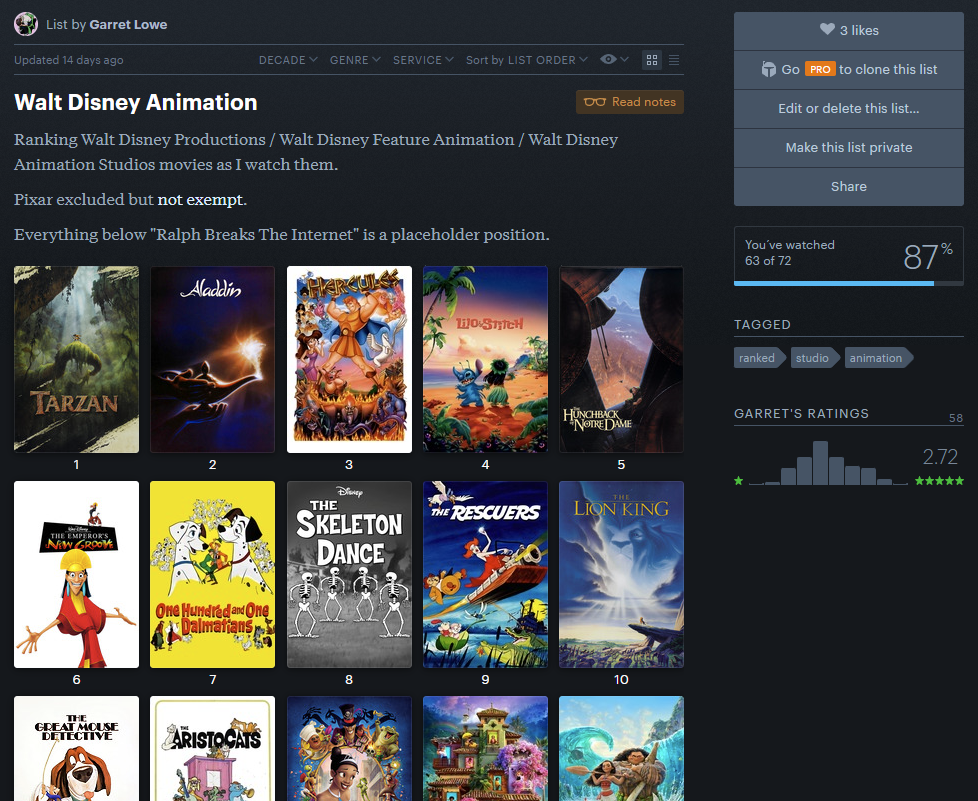 List by Garret Lowe
Updated 14 days ago
DECADE GENRE SERVICE Sort by LIST ORDER
Walt Disney Animation
Read notes
Ranking Walt Disney Productions / Walt Disney Feature Animation / Walt Disney
Animation Studios movies as I watch them.
Pixar excluded but not exempt.
Everything below "Ralph Breaks The Internet" is a placeholder position.
TARZAN
Aladdin
HERCULES
LILO & STITCH
THE
HUNCHBACK
OF NOTRE DAME
1
2
3
4
5
Walt Disney
THE EMPEROR'S
NEW GROOVE
One Hundred and One
Dalmatians
Disney
THE
SKELETON
DANCE
THE RESCUERS
THE
LION KING
6
7
8
9
10
THE
GREAT MOUSE
DETECTIVE
THE
ARISTOCATS
3 likes
Go PRO to clone this list
Edit or delete this list…
Make this list private
Share
You've watched
63 of 72
87%
TAGGED
ranked
studio
animation
GARRET'S RATINGS
58
2.72